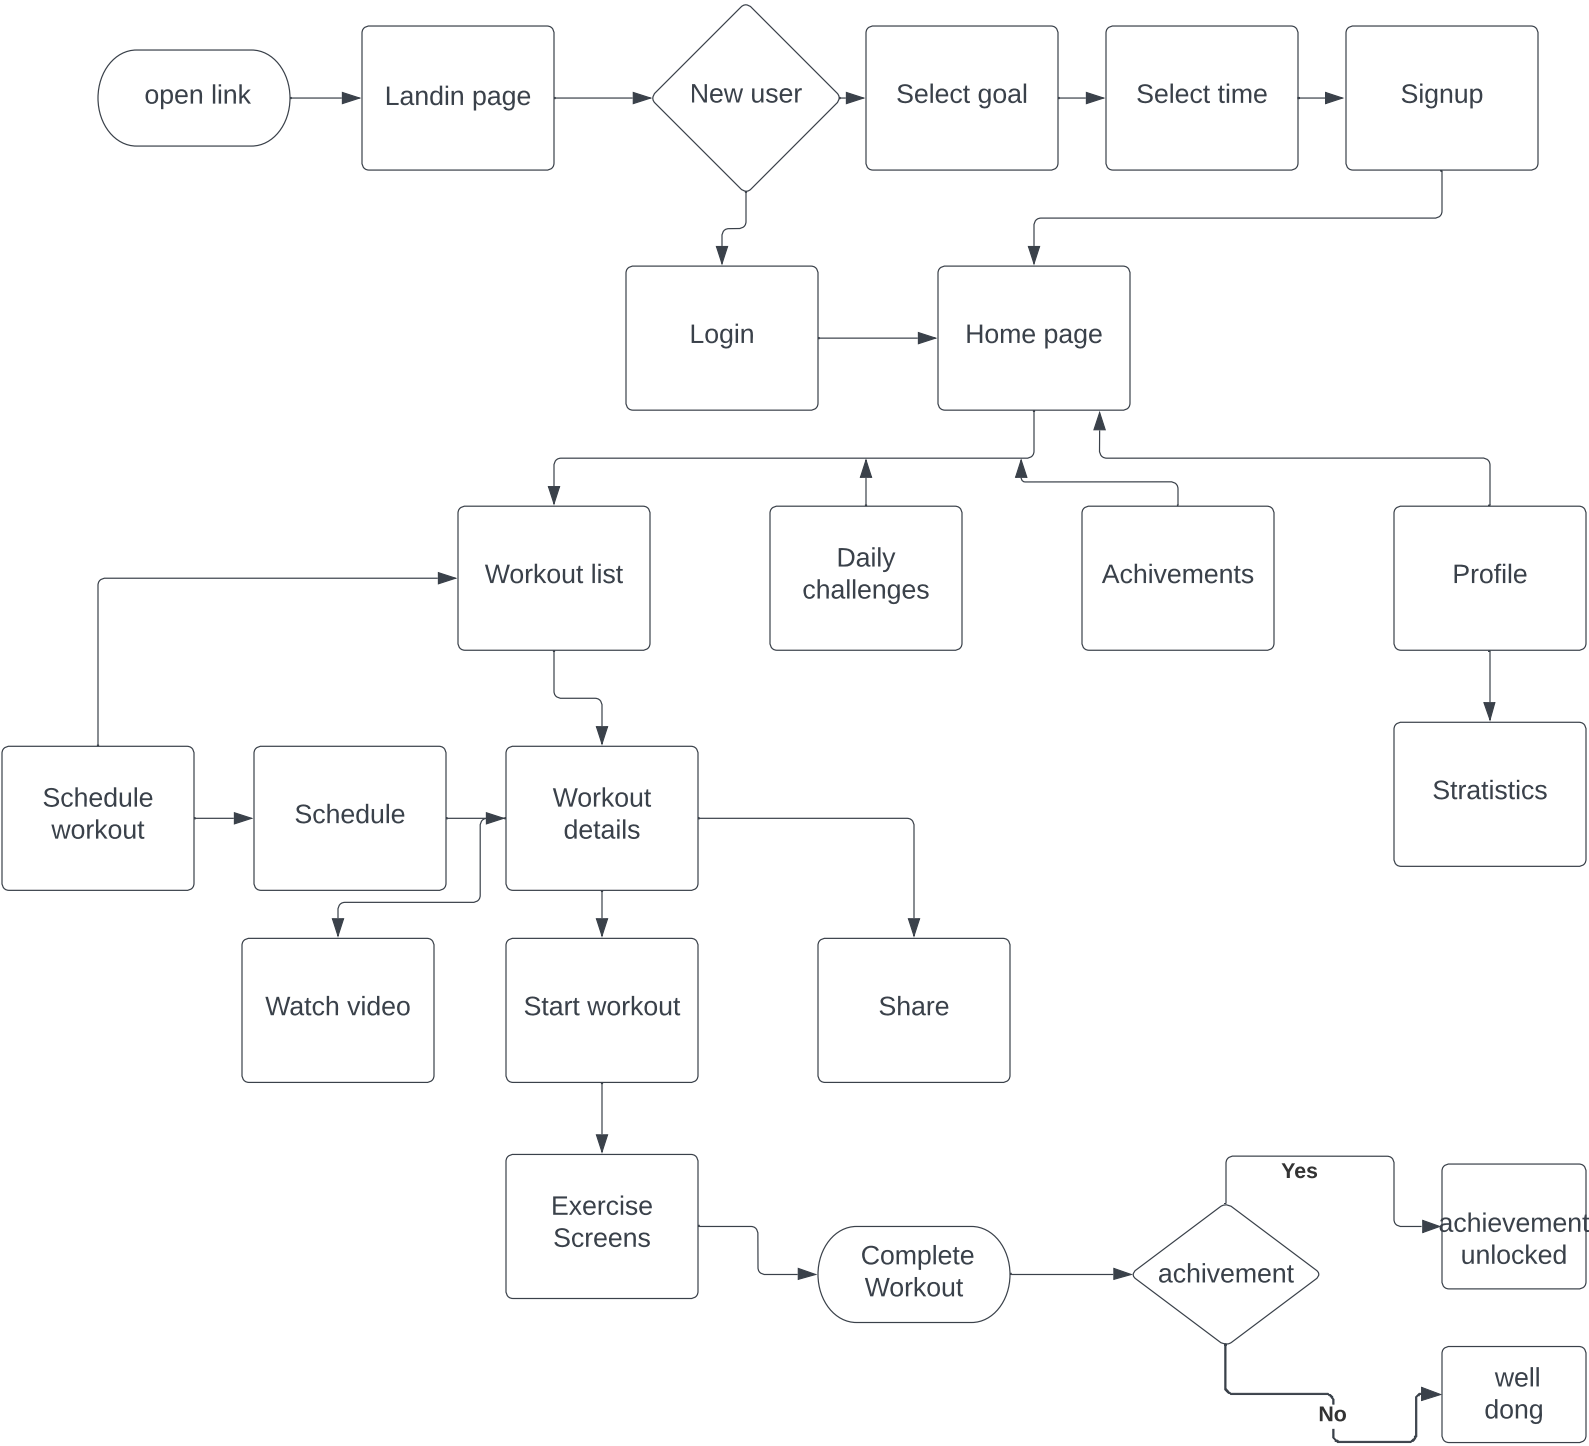 open link
Landin page
New user
Select goal
Select time
Signup
Login
Home page
Workout list
Daily
challenges
Achivements
Profile
Schedule
workout
Schedule
Workout
details
Stratistics
Watch video
Start workout
Share
Exercise
Screens
Complete
Workout
achivement
Yes
achievement
unlocked
No
well
dong